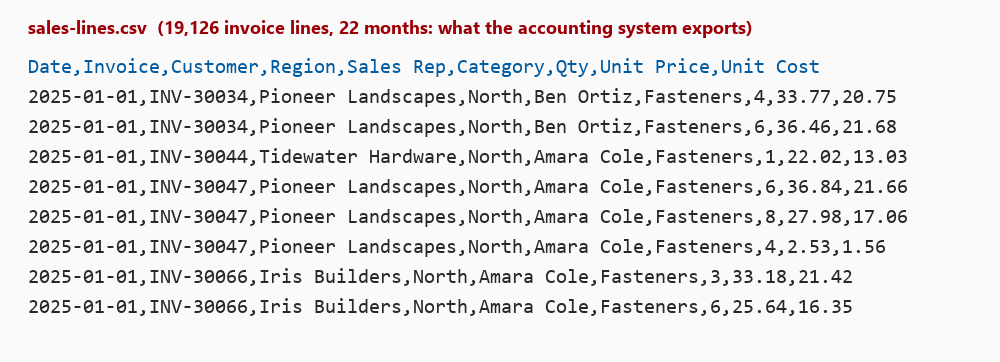 sales-lines.csv (19,126 invoice lines, 22 months: what the accounting system exports)
Date,Invoice,Customer,Region,Sales Rep,Category,Qty,Unit Price,Unit Cost
2025-01-01,INV-30034,Pioneer Landscapes,North,Ben Ortiz,Fasteners,4,33.77,20.75
2025-01-01,INV-30034,Pioneer Landscapes,North,Ben Ortiz,Fasteners,6,36.46,21.68
2025-01-01,INV-30044,Tidewater Hardware,North,Amara Cole,Fasteners,1,22.02,13.03
2025-01-01,INV-30047,Pioneer Landscapes,North,Amara Cole,Fasteners,6,36.84,21.66
2025-01-01,INV-30047,Pioneer Landscapes,North,Amara Cole,Fasteners,8,27.98,17.06
2025-01-01,INV-30047,Pioneer Landscapes,North,Amara Cole,Fasteners,4,2.53,1.56
2025-01-01,INV-30066,Iris Builders,North,Amara Cole,Fasteners,3,33.18,21.42
2025-01-01,INV-30066,Iris Builders,North,Amara Cole,Fasteners,6,25.64,16.35